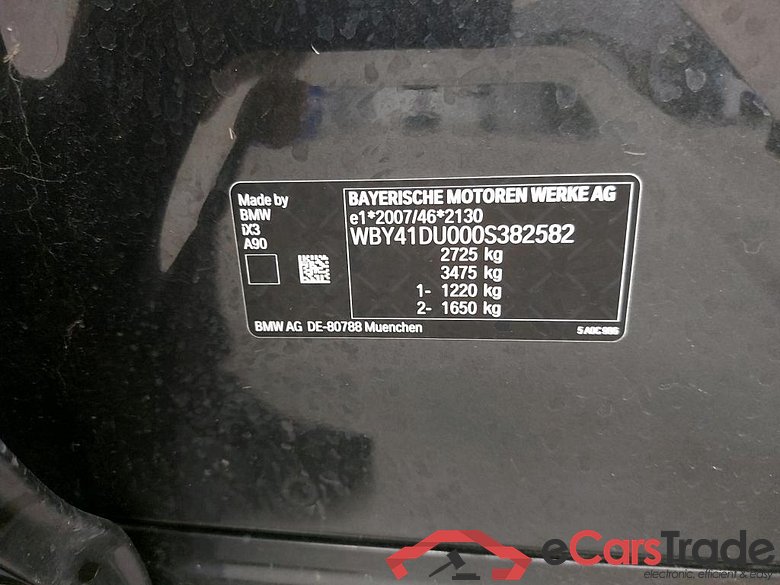 Made by
BMW
iX3
A90
BAYERISCHE MOTOREN WERKE AG
e1*2007/46*2130
WBY41DU000S382582
2725 kg
3475 kg
1- 1220 kg
2- 1650 kg
BMW AG DE-80788 Muenchen
eCarsTrade
electronic, efficient & easy